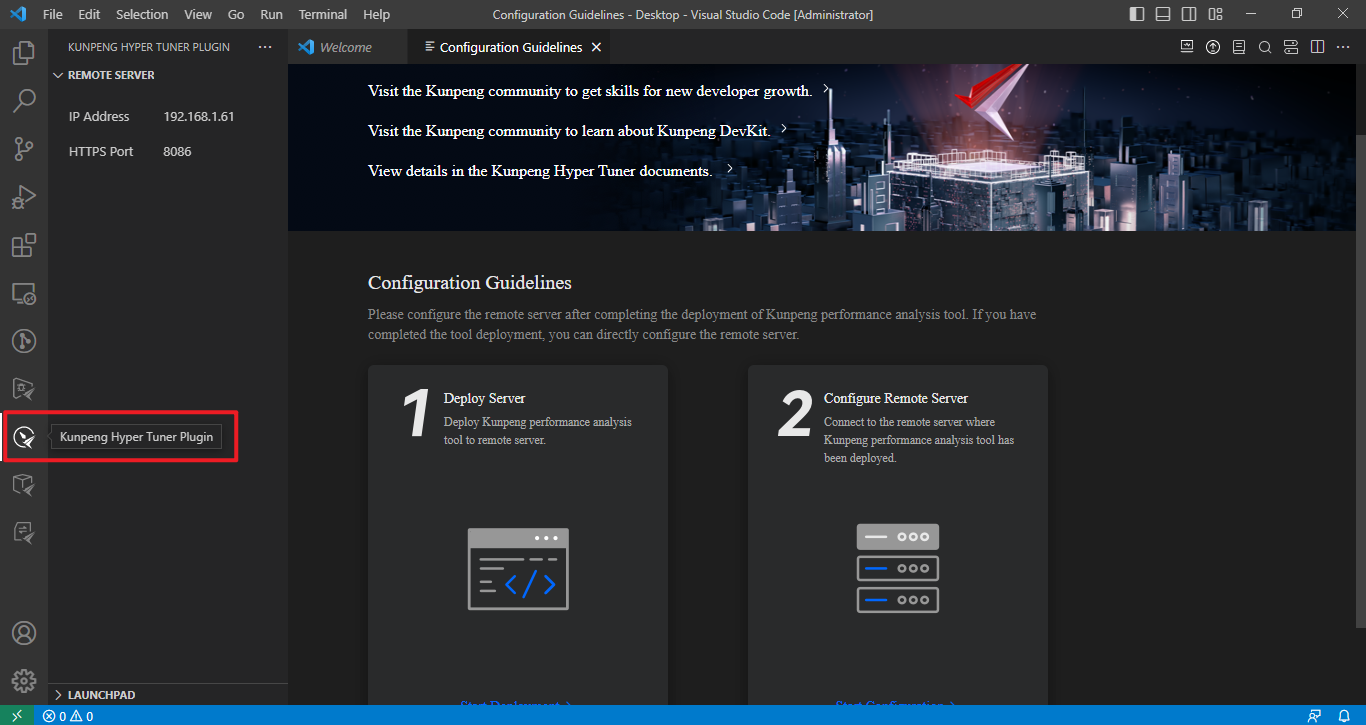 File Edit Selection View Go Run Terminal Help
Configuration Guidelines - Desktop - Visual Studio Code [Administrator]
KUNPENG HYPER TUNER PLUGIN
Welcome
Configuration Guidelines
REMOTE SERVER
IP Address 192.168.1.61
HTTPS Port 8086
Kunpeng Hyper Tuner Plugin
LAUNCHPAD
Visit the Kunpeng community to get skills for new developer growth.
Visit the Kunpeng community to learn about Kunpeng DevKit.
View details in the Kunpeng Hyper Tuner documents.
Configuration Guidelines
Please configure the remote server after completing the deployment of Kunpeng performance analysis tool. If you have
completed the tool deployment, you can directly configure the remote server.
1
Deploy Server
Deploy Kunpeng performance analysis
tool to remote server.
Start Deployment
2
Configure Remote Server
Connect to the remote server where
Kunpeng performance analysis tool has
been deployed.
Start Configuration
0 0